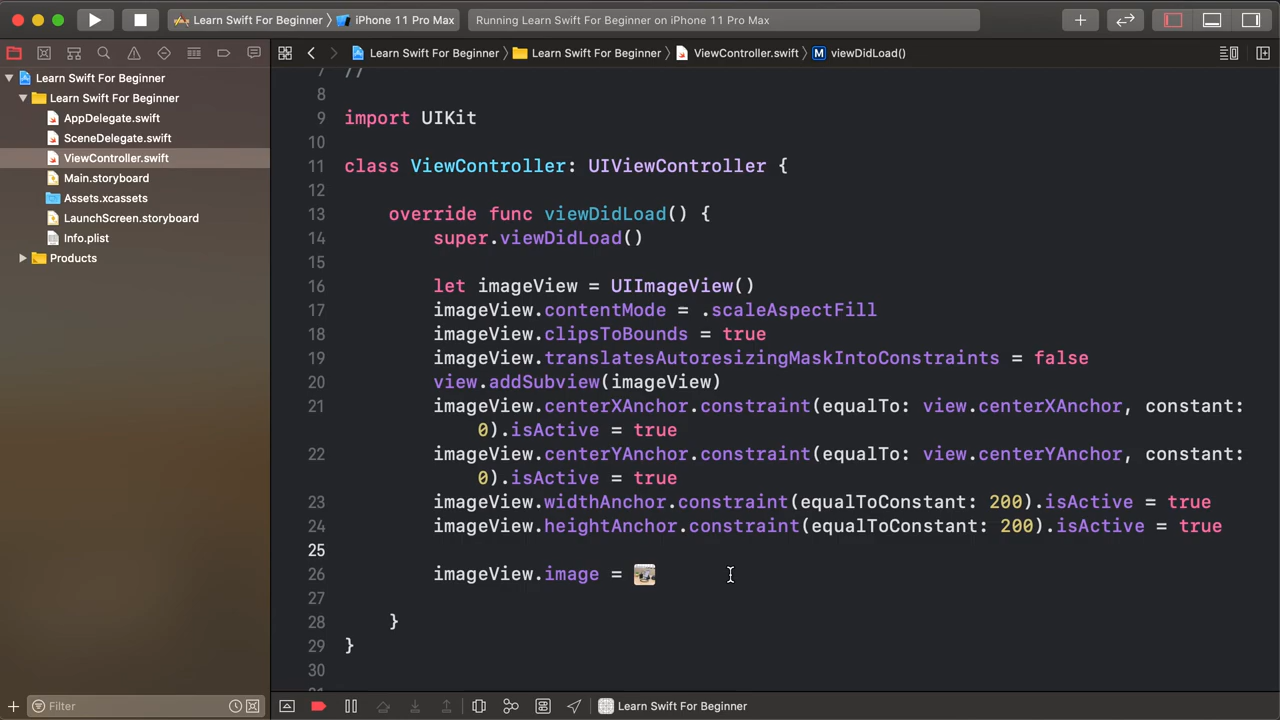 Learn Swift For Beginner 〉 iPhone 11 Pro Max
Running Learn Swift For Beginner on iPhone 11 Pro Max
Learn Swift For Beginner 〉 Learn Swift For Beginner 〉 ViewController.swift 〉 M viewDidLoad()
Learn Swift For Beginner
Learn Swift For Beginner
AppDelegate.swift
SceneDelegate.swift
ViewController.swift
Main.storyboard
Assets.xcassets
LaunchScreen.storyboard
Info.plist
Products
Filter
7 //
8
9 import UIKit
10
11 class ViewController: UIViewController {
12
13 override func viewDidLoad() {
14 super.viewDidLoad()
15
16 let imageView = UIImageView()
17 imageView.contentMode = .scaleAspectFill
18 imageView.clipsToBounds = true
19 imageView.translatesAutoresizingMaskIntoConstraints = false
20 view.addSubview(imageView)
21 imageView.centerXAnchor.constraint(equalTo: view.centerXAnchor, constant:
0).isActive = true
22 imageView.centerYAnchor.constraint(equalTo: view.centerYAnchor, constant:
0).isActive = true
23 imageView.widthAnchor.constraint(equalToConstant: 200).isActive = true
24 imageView.heightAnchor.constraint(equalToConstant: 200).isActive = true
25
26 imageView.image =
27
28 }
29 }
30
Learn Swift For Beginner